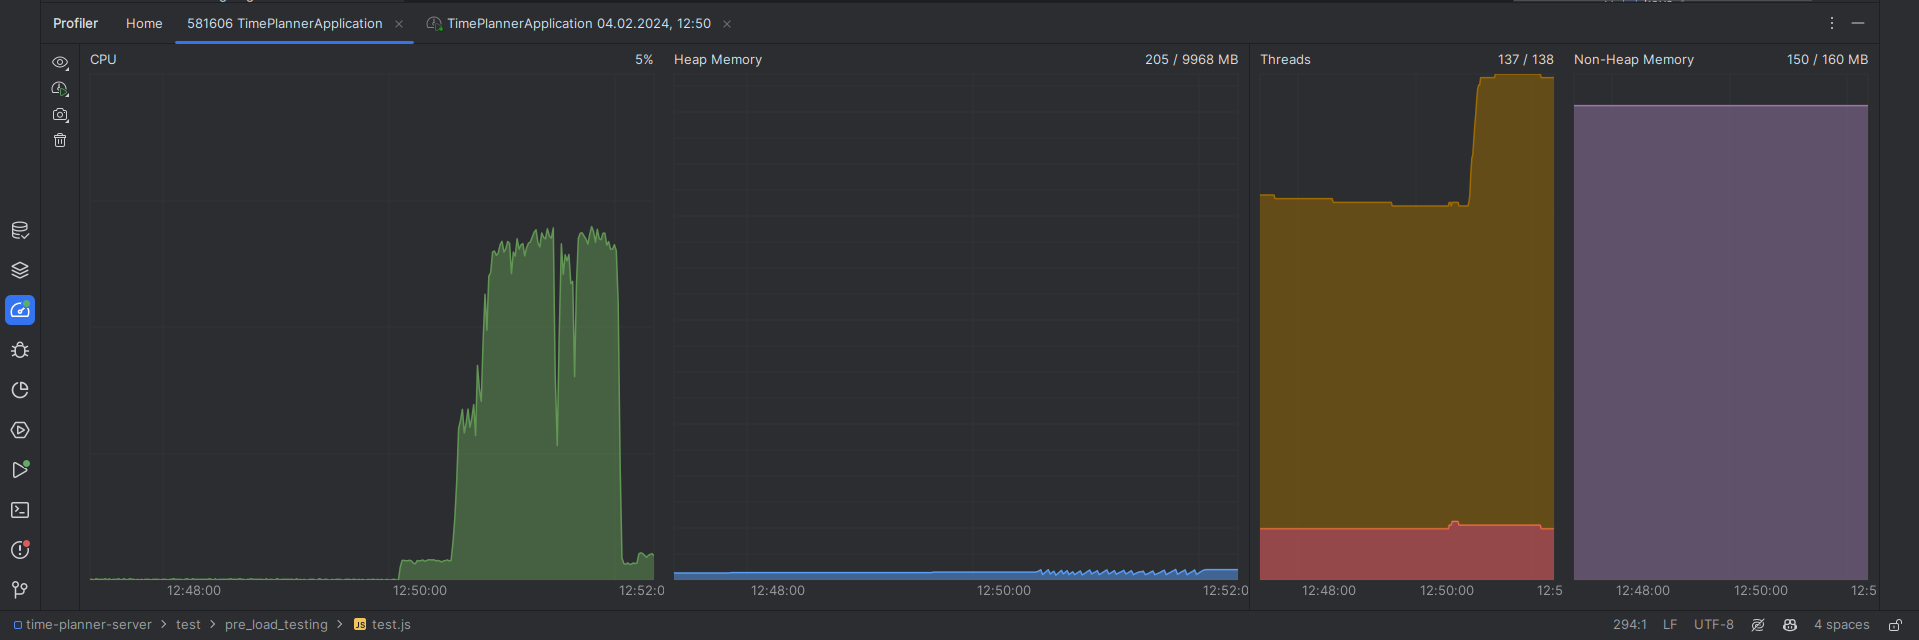 Profiler Home 581606 TimePlannerApplication TimePlannerApplication 04.02.2024, 12:50
CPU 5% Heap Memory 205 / 9968 MB Threads 137 / 138 Non-Heap Memory 150 / 160 MB
12:48:00 12:50:00 12:52:0 12:48:00 12:50:00 12:52:0 12:48:00 12:50:00 12:5 12:48:00 12:50:00 12:5
time-planner-server > test > pre_load_testing > JS test.js 294:1 LF UTF-8 4 spaces